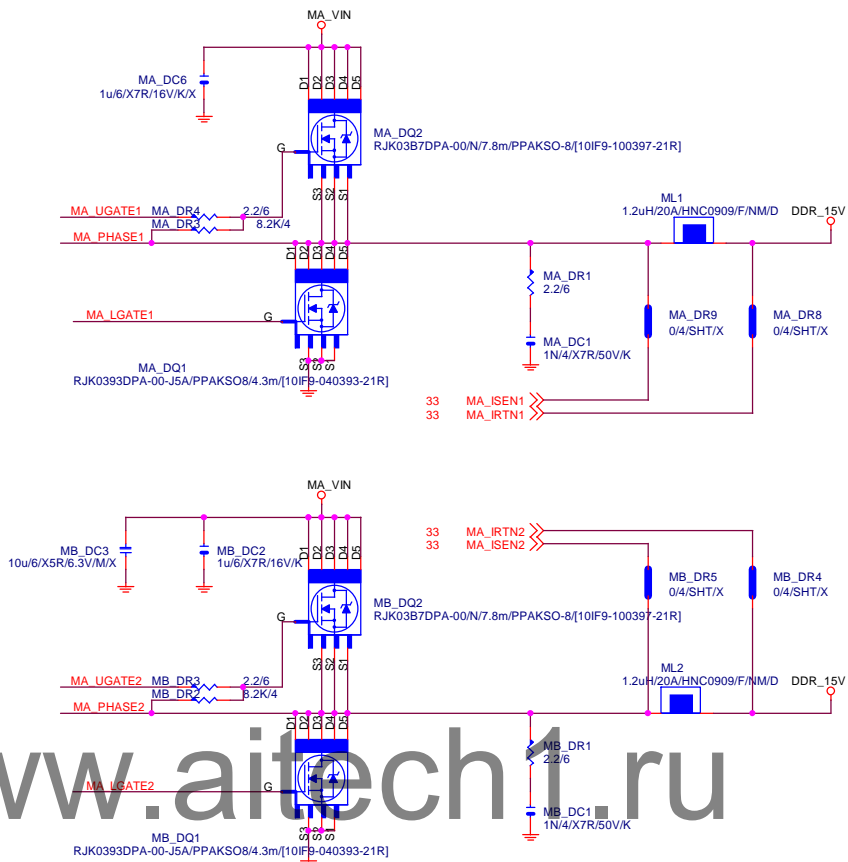 MA_VIN
MA_DC6
1u/6/X7R/16V/K/X
D1 D2 D3 D4 D5
MA_DQ2
RJK03B7DPA-00/N/7.8m/PPAKSO-8/[10IF9-100397-21R]
G
S3 S2 S1
MA_UGATE1 MA_DR4 2.2/6
MA_DR3 8.2K/4
MA_PHASE1
ML1
1.2uH/20A/HNC0909/F/NM/D DDR_15V
D1 D2 D3 D4 D5
MA_DR1
2.2/6
MA_LGATE1 G
MA_DR9
0/4/SHT/X
MA_DR8
0/4/SHT/X
MA_DC1
1N/4/X7R/50V/K
S3 S2 S1
MA_DQ1
RJK0393DPA-00-J5A/PPAKSO8/4.3m/[10IF9-040393-21R]
33 MA_ISEN1
33 MA_IRTN1
MA_VIN
33 MA_IRTN2
33 MA_ISEN2
MB_DC3
10u/6/X5R/6.3V/M/X
MB_DC2
1u/6/X7R/16V/K
D1 D2 D3 D4 D5
MB_DR5
0/4/SHT/X
MB_DR4
0/4/SHT/X
MB_DQ2
RJK03B7DPA-00/N/7.8m/PPAKSO-8/[10IF9-100397-21R]
G
S3 S2 S1
MA_UGATE2 MB_DR3 2.2/6
MB_DR2 8.2K/4
MA_PHASE2
ML2
1.2uH/20A/HNC0909/F/NM/D DDR_15V
D1 D2 D3 D4 D5
MB_DR1
2.2/6
MA_LGATE2 G
MB_DC1
1N/4/X7R/50V/K
S3 S2 S1
MB_DQ1
RJK0393DPA-00-J5A/PPAKSO8/4.3m/[10IF9-040393-21R]
ww.aitech1.ru